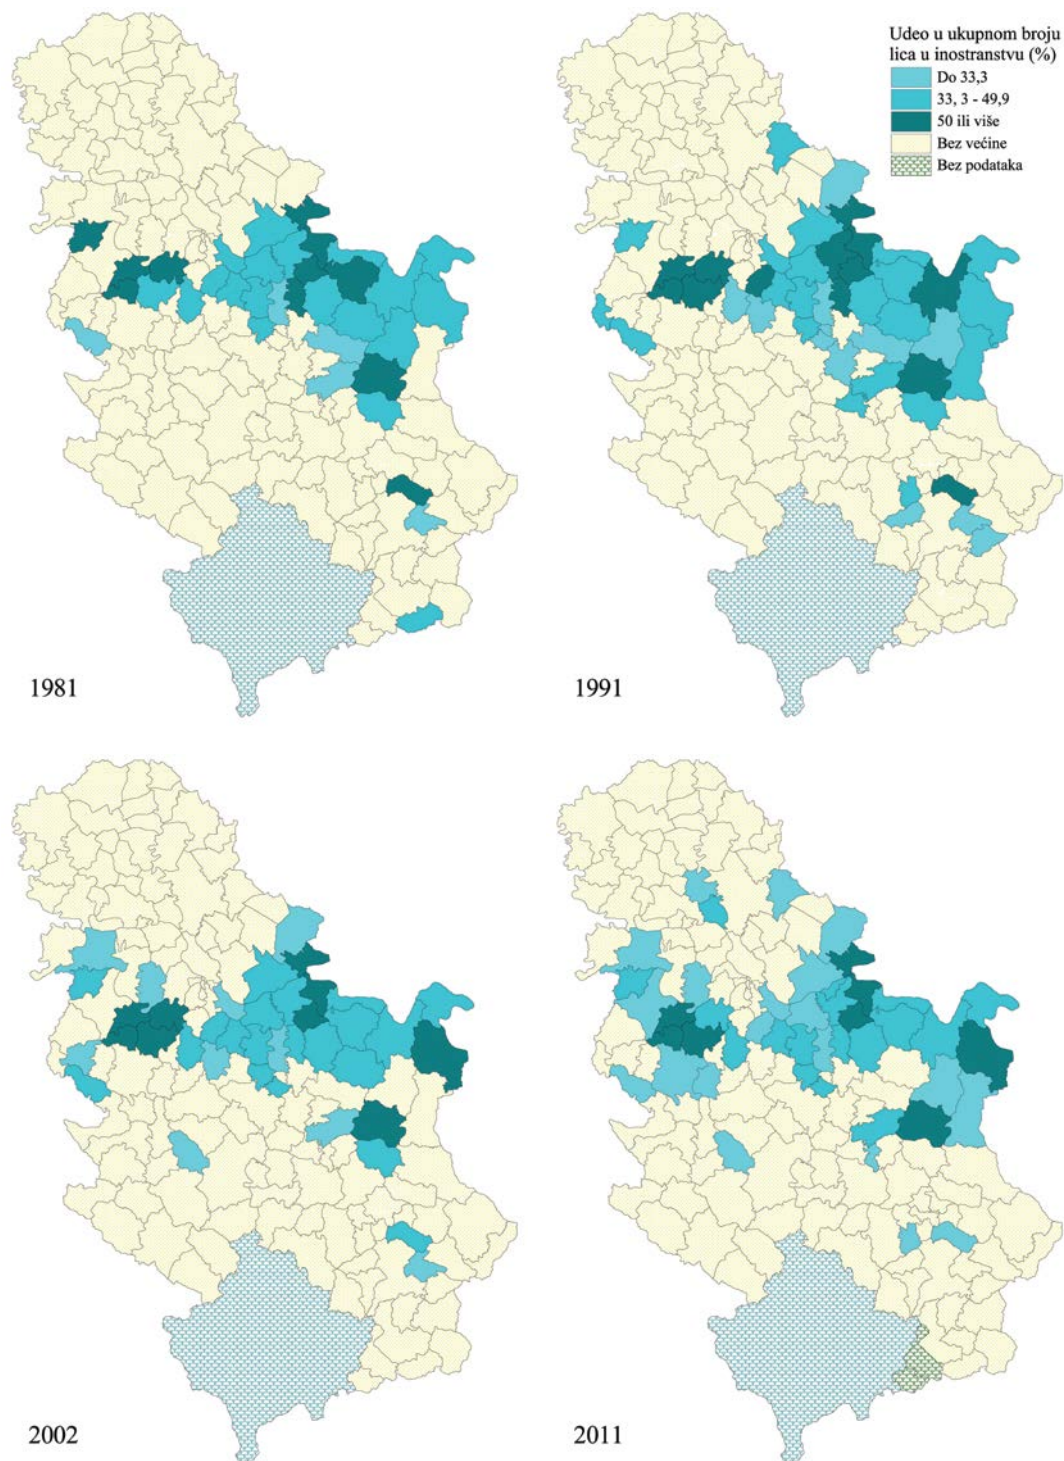 Udeo u ukupnom broju
lica u inostranstvu (%)
Do 33,3
33, 3 - 49,9
50 ili više
Bez većine
Bez podataka
1981
1991
2002
2011